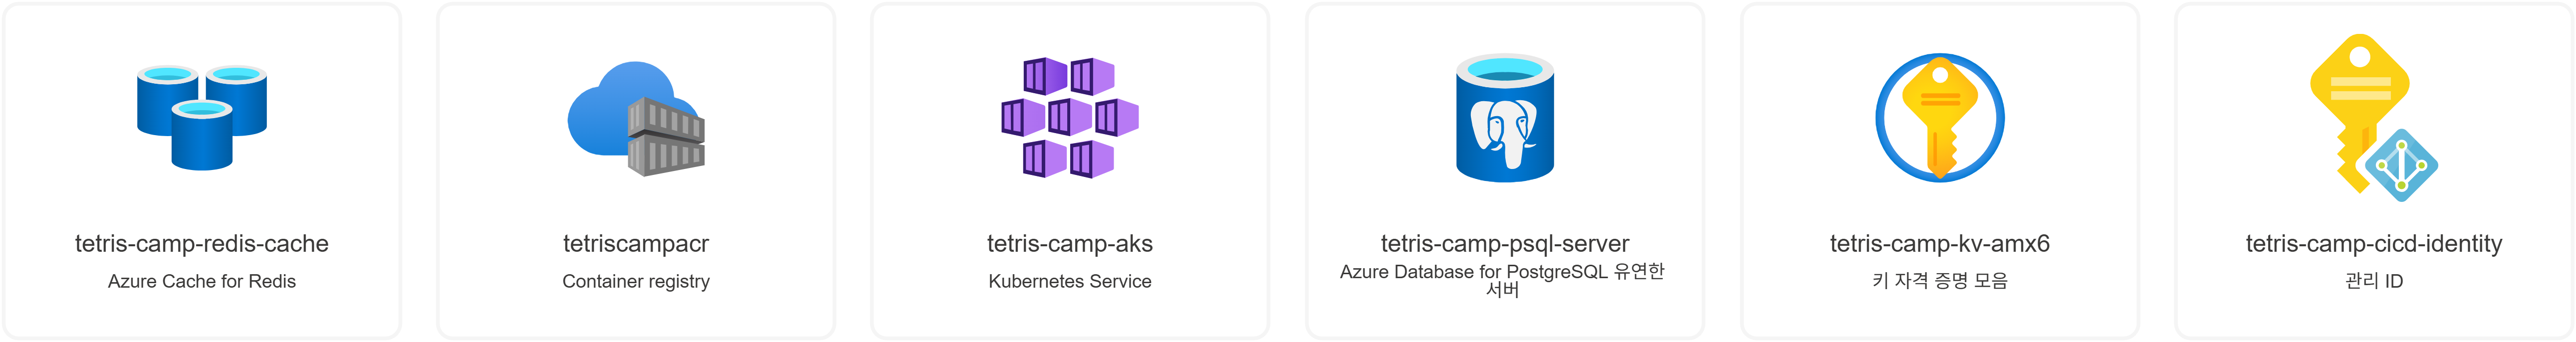 tetris-camp-redis-cache
Azure Cache for Redis
tetriscampacr
Container registry
tetris-camp-aks
Kubernetes Service
tetris-camp-psql-server
Azure Database for PostgreSQL 유연한
서버
tetris-camp-kv-amx6
키 자격 증명 모음
tetris-camp-cicd-identity
관리 ID